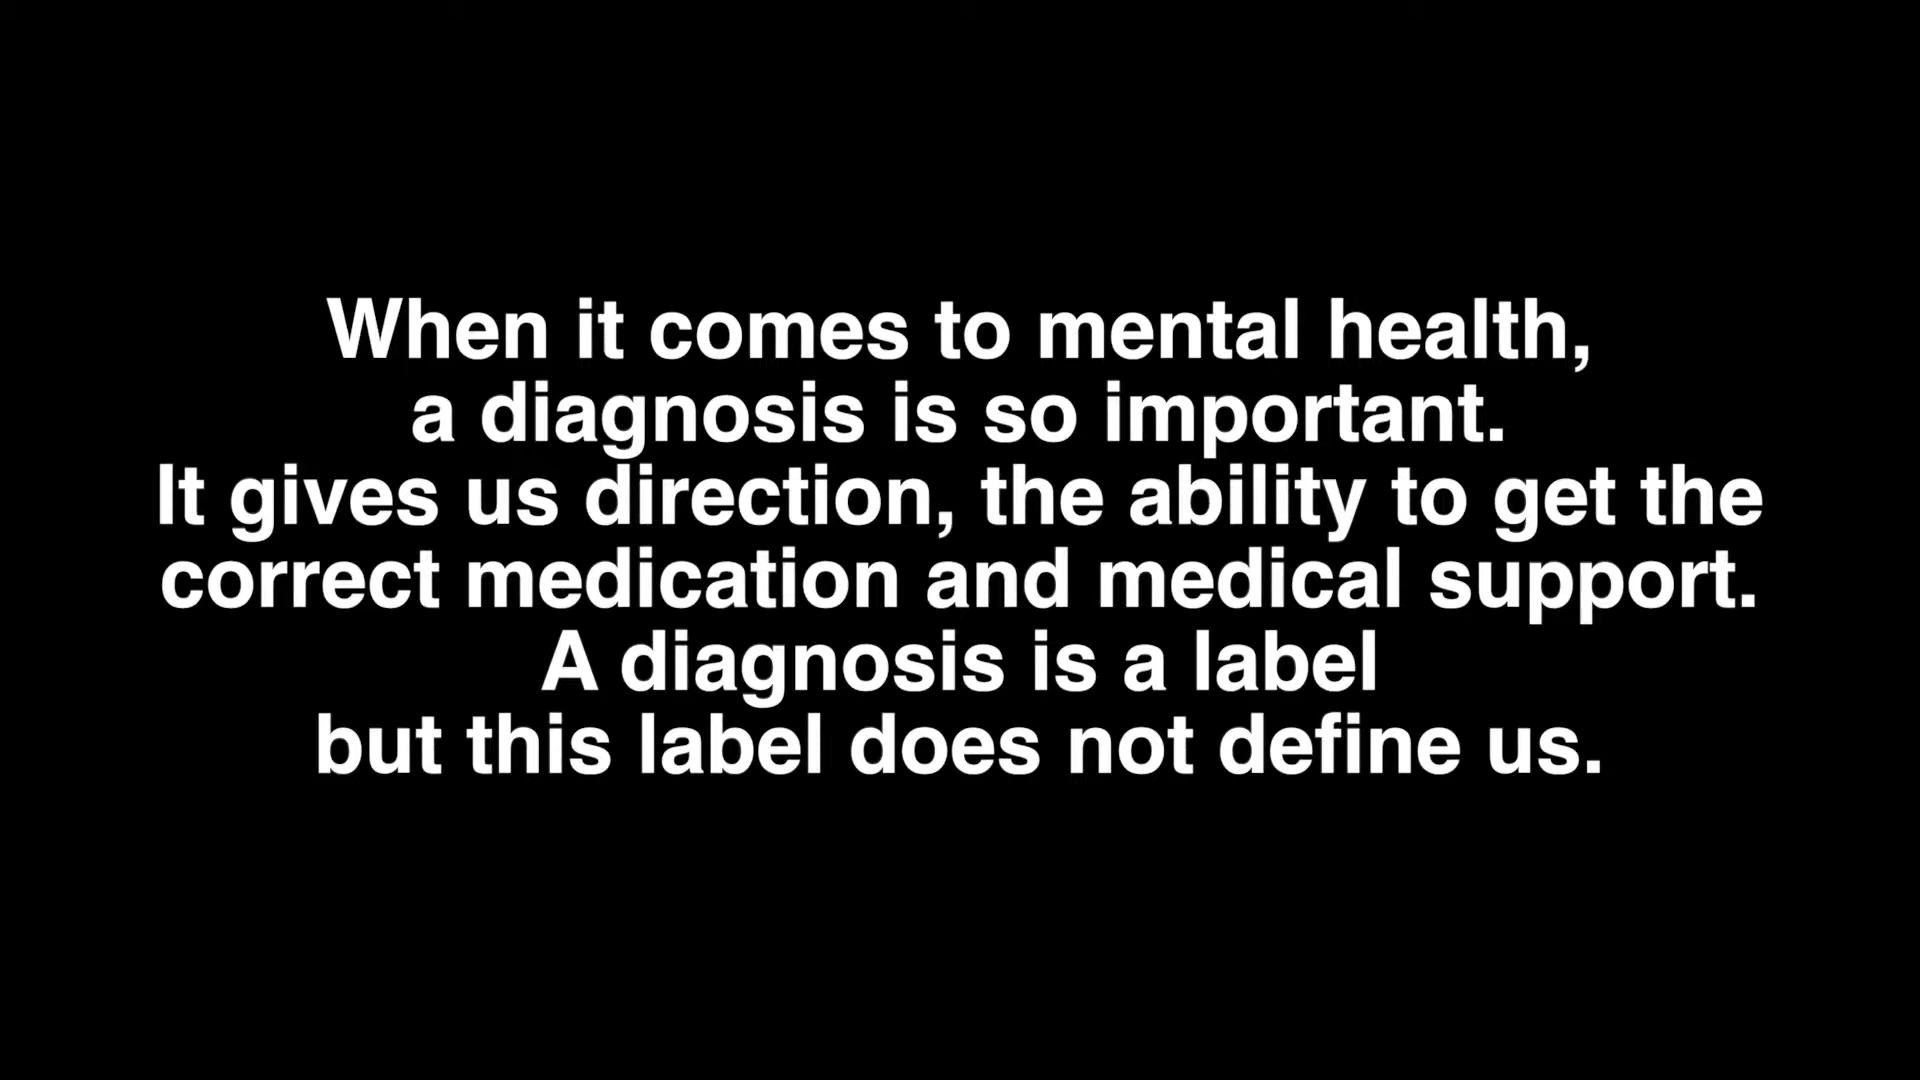 When it comes to mental health,
a diagnosis is so important.
It gives us direction, the ability to get the
correct medication and medical support.
A diagnosis is a label
but this label does not define us.